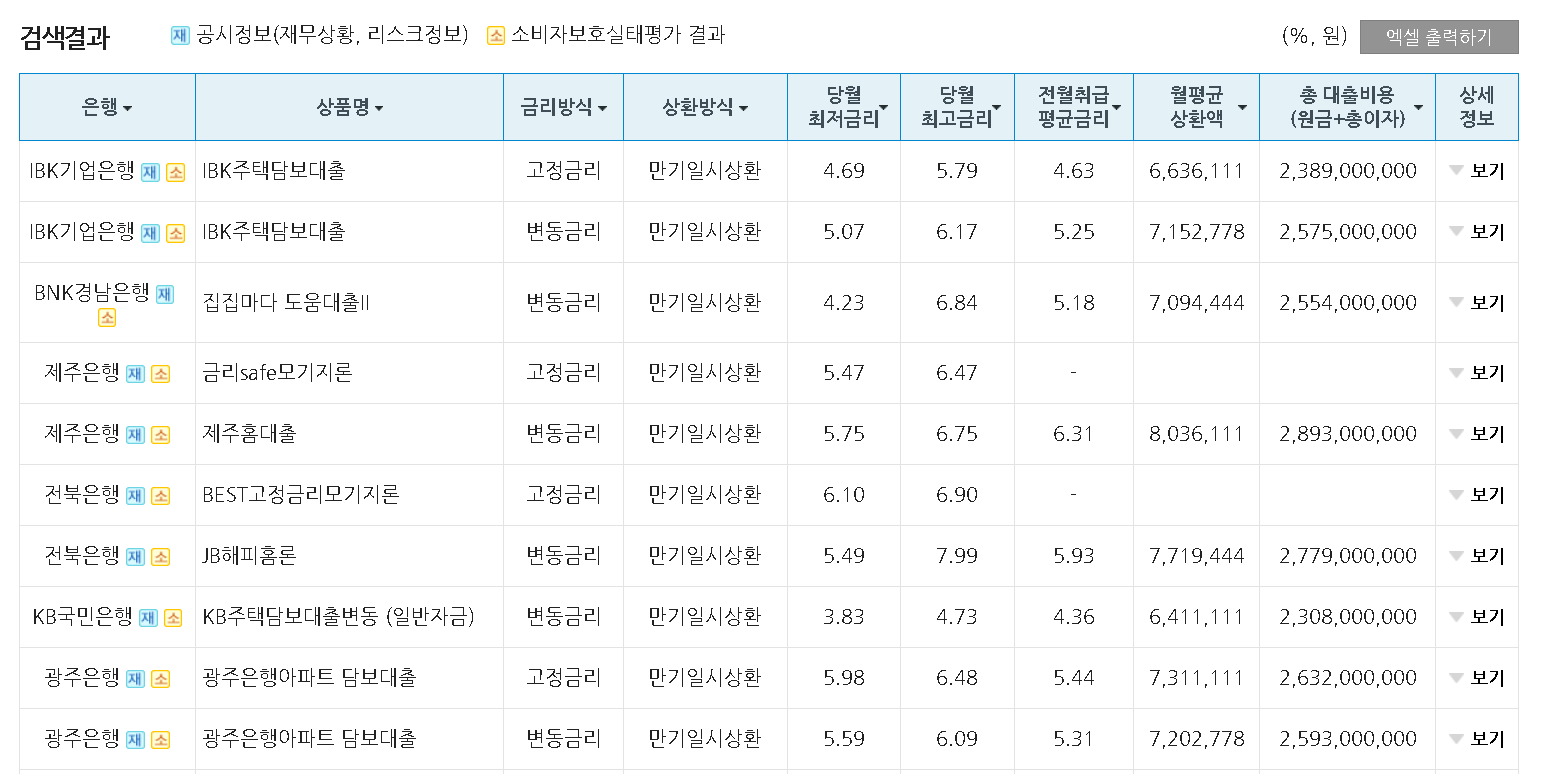 검색결과 재 공시정보(재무상황, 리스크정보) 소 소비자보호실태평가 결과 (%, 원) 엑셀 출력하기
은행 상품명 금리방식 상환방식 당월 최저금리 당월 최고금리 전월취급 평균금리 월평균 상환액 총 대출비용 (원금+총이자) 상세 정보
IBK기업은행 재 소 IBK주택담보대출 고정금리 만기일시상환 4.69 5.79 4.63 6,636,111 2,389,000,000 보기
IBK기업은행 재 소 IBK주택담보대출 변동금리 만기일시상환 5.07 6.17 5.25 7,152,778 2,575,000,000 보기
BNK경남은행 재 소 집집마다 도움대출II 변동금리 만기일시상환 4.23 6.84 5.18 7,094,444 2,554,000,000 보기
제주은행 재 소 금리safe모기지론 고정금리 만기일시상환 5.47 6.47 - 보기
제주은행 재 소 제주홈대출 변동금리 만기일시상환 5.75 6.75 6.31 8,036,111 2,893,000,000 보기
전북은행 재 소 BEST고정금리모기지론 고정금리 만기일시상환 6.10 6.90 - 보기
전북은행 재 소 JB해피홈론 변동금리 만기일시상환 5.49 7.99 5.93 7,719,444 2,779,000,000 보기
KB국민은행 재 소 KB주택담보대출변동 (일반자금) 변동금리 만기일시상환 3.83 4.73 4.36 6,411,111 2,308,000,000 보기
광주은행 재 소 광주은행아파트 담보대출 고정금리 만기일시상환 5.98 6.48 5.44 7,311,111 2,632,000,000 보기
광주은행 재 소 광주은행아파트 담보대출 변동금리 만기일시상환 5.59 6.09 5.31 7,202,778 2,593,000,000 보기